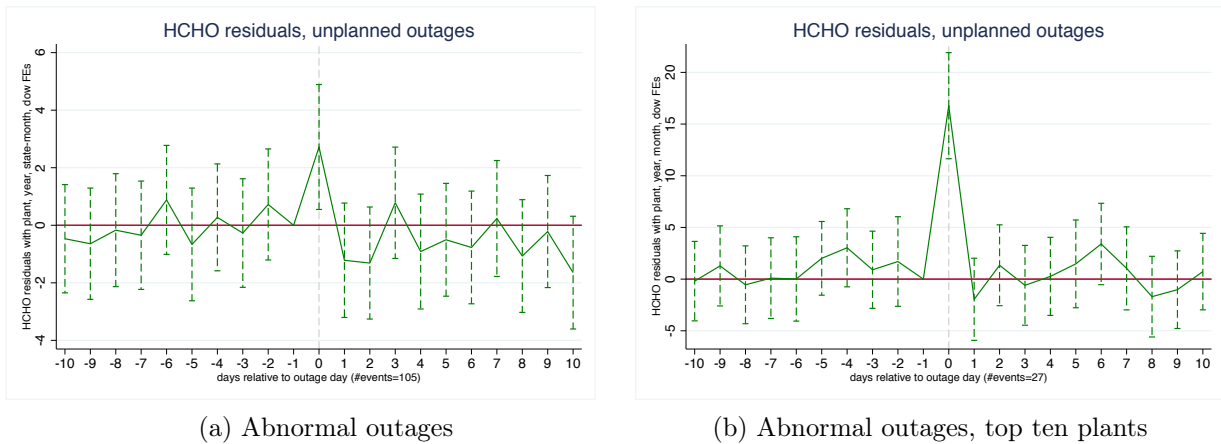 HCHO residuals, unplanned outages
HCHO residuals with plant, year, state-month, dow FEs
6
4
2
0
-2
-4
-10 -9 -8 -7 -6 -5 -4 -3 -2 -1 0 1 2 3 4 5 6 7 8 9 10
days relative to outage day (#events=105)
(a) Abnormal outages
HCHO residuals, unplanned outages
HCHO residuals with plant, year, month, dow FEs
20
15
10
5
0
-5
-10 -9 -8 -7 -6 -5 -4 -3 -2 -1 0 1 2 3 4 5 6 7 8 9 10
days relative to outage day (#events=27)
(b) Abnormal outages, top ten plants